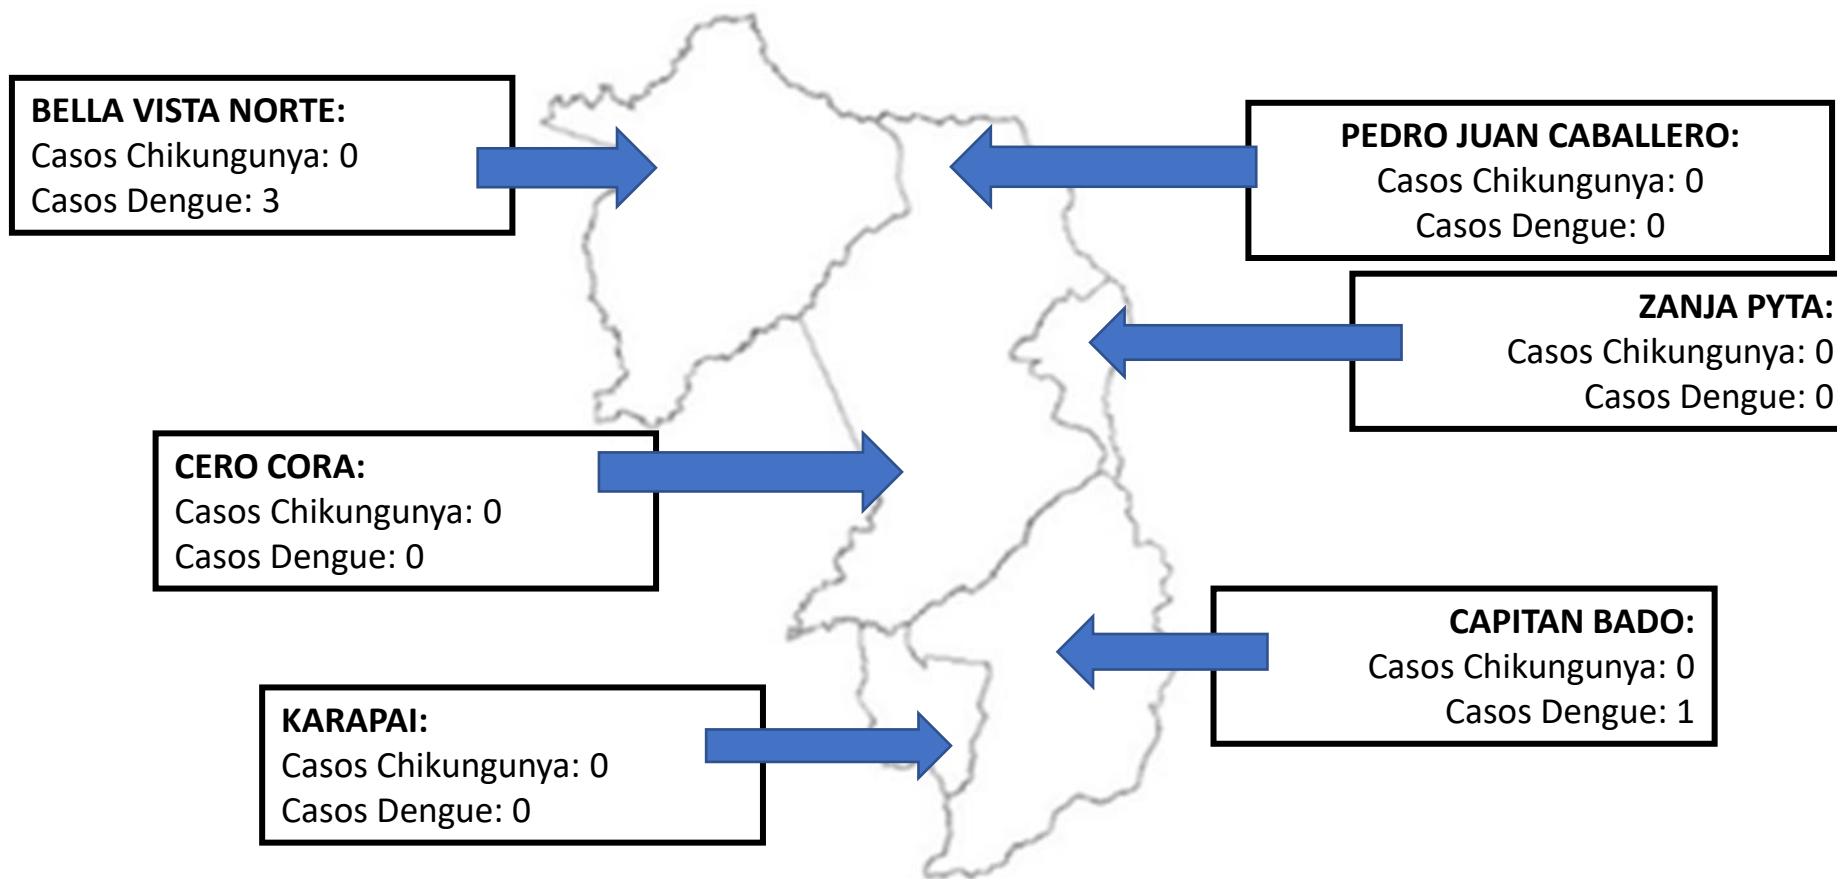 BELLA VISTA NORTE:
Casos Chikungunya: 0
Casos Dengue: 3
PEDRO JUAN CABALLERO:
Casos Chikungunya: 0
Casos Dengue: 0
ZANJA PYTA:
Casos Chikungunya: 0
Casos Dengue: 0
CERO CORA:
Casos Chikungunya: 0
Casos Dengue: 0
CAPITAN BADO:
Casos Chikungunya: 0
Casos Dengue: 1
KARAPAI:
Casos Chikungunya: 0
Casos Dengue: 0